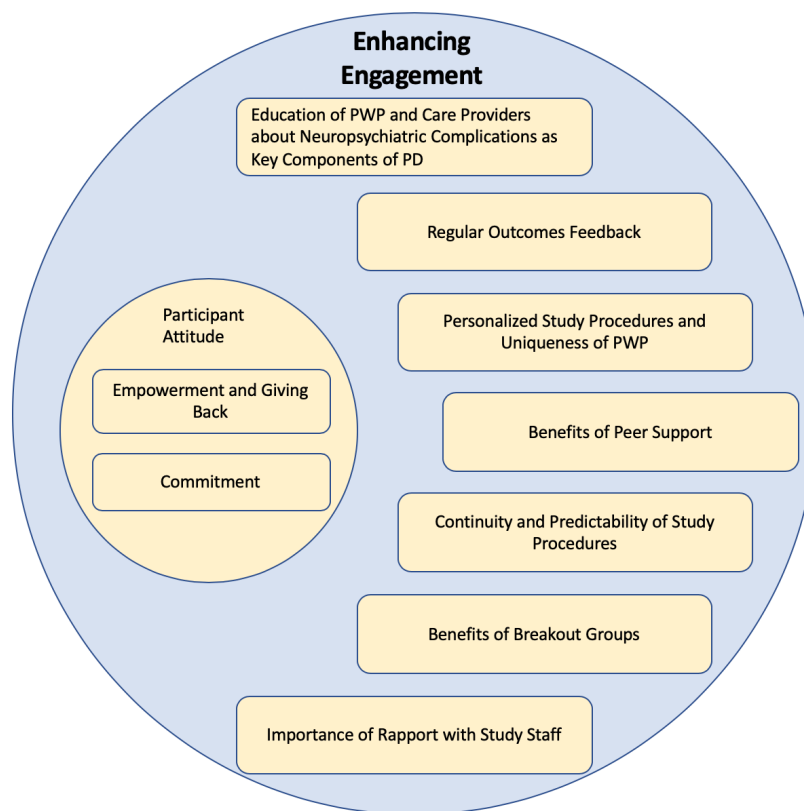 Enhancing
Engagement
Education of PWP and Care Providers
about Neuropsychiatric Complications as
Key Components of PD
Regular Outcomes Feedback
Participant
Attitude
Personalized Study Procedures and
Uniqueness of PWP
Empowerment and Giving
Back
Benefits of Peer Support
Commitment
Continuity and Predictability of Study
Procedures
Benefits of Breakout Groups
Importance of Rapport with Study Staff